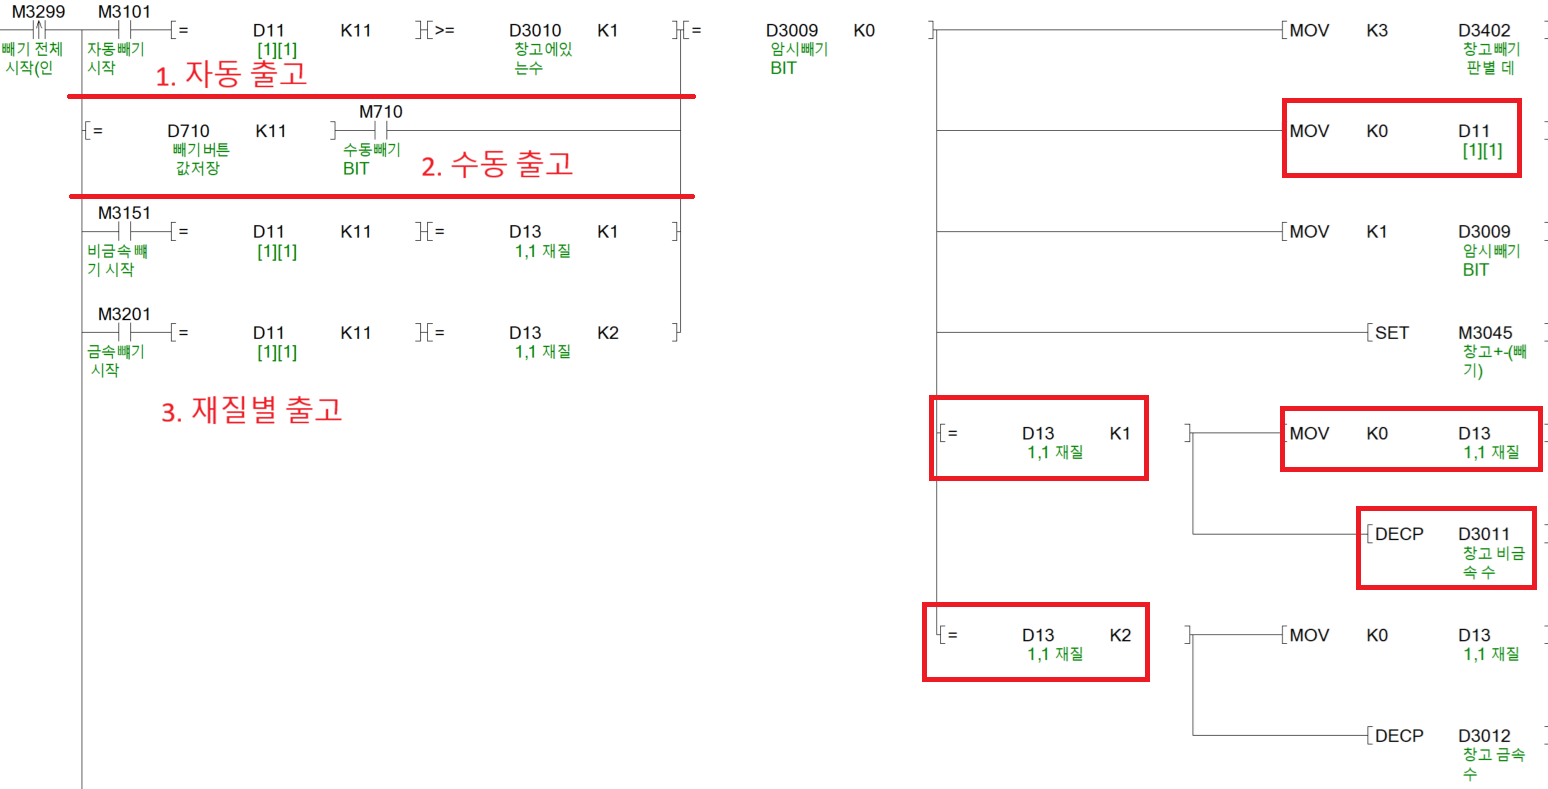 M3299 M3101
[= D11 K11 ] [>= D3010 K1 ] [= D3009 K0 ] [MOV K3 D3402
빼기 전체 자동빼기 [1][1] 창고에있 암시빼기 창고빼기
시작(인 시작 는수 BIT 판별 데
1. 자동 출고
M710
[= D710 K11 ] [MOV K0 D11
빼기버튼 수동빼기 [1][1]
값저장 BIT
2. 수동 출고
M3151
[= D11 K11 ] [= D13 K1 ] [MOV K1 D3009
비금속 빼 [1][1] 1,1 재질 암시빼기
기 시작 BIT
M3201
[= D11 K11 ] [= D13 K2 ] [SET M3045
금속빼기 [1][1] 1,1 재질 창고+-(빼
시작 기)
3. 재질별 출고
[= D13 K1 ] [MOV K0 D13
1,1 재질 1,1 재질
[DECP D3011
창고 비금
속 수
[= D13 K2 ] [MOV K0 D13
1,1 재질 1,1 재질
[DECP D3012
창고 금속
수